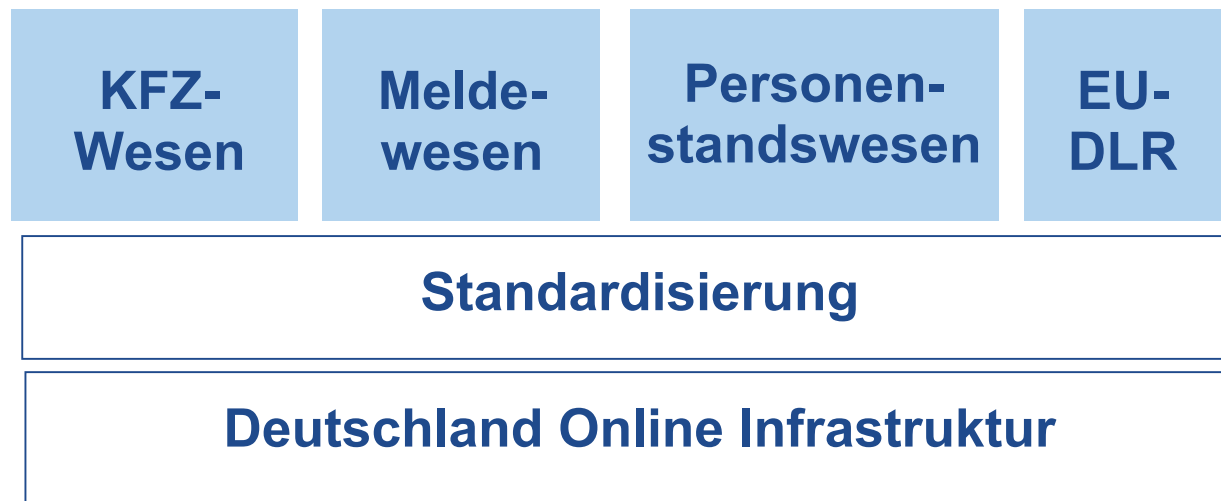 KFZ-
Wesen
Melde-
wesen
Personen-
standswesen
EU-
DLR
Standardisierung
Deutschland Online Infrastruktur